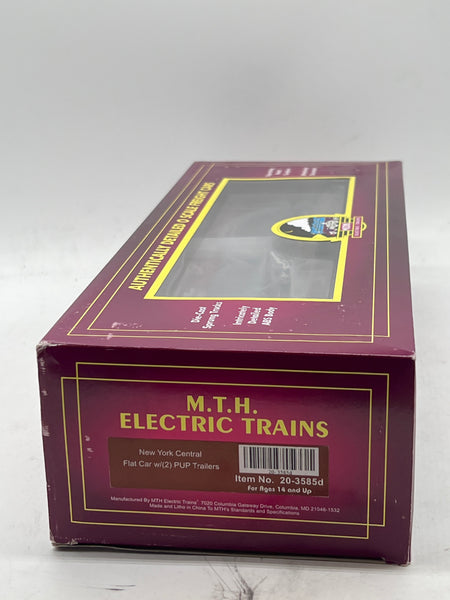 AUTHENTICALLY DETAILED O SCALE FREIGHT CARS
Die-Cast
Sprung Trucks
Intricately
Detailed
ABS Body
M.T.H.
ELECTRIC TRAINS
New York Central
Flat Car w/(2) PUP Trailers
20 3585d
Item No. 20-3585d
For Ages 14 and Up
Manufactured By MTH Electric Trains® 7020 Columbia Gateway Drive, Columbia, MD 21046-1532
Made and Litho in China To MTH's Standards and Specifications